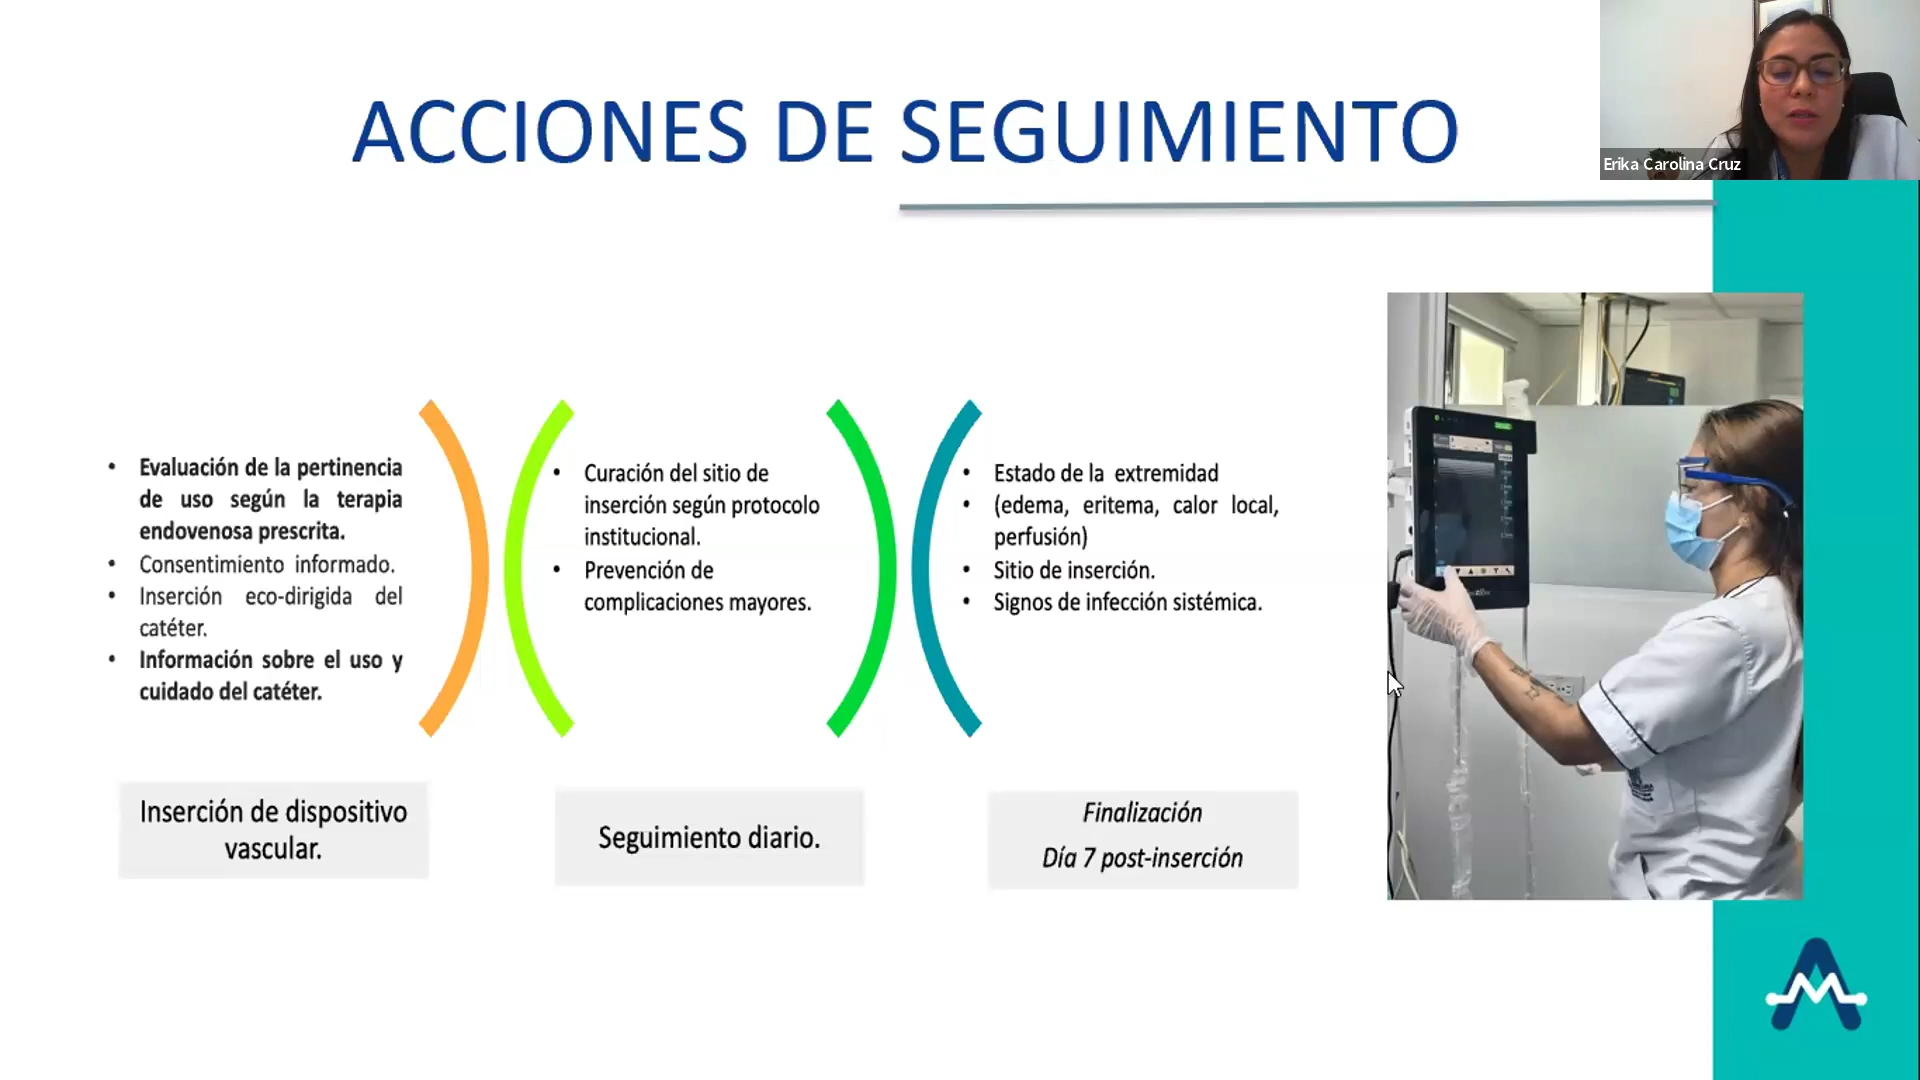 ACCIONES DE SEGUIMIENTO
Erika Carolina Cruz
• Evaluación de la pertinencia
de uso según la terapia
endovenosa prescrita.
• Consentimiento informado.
• Inserción eco-dirigida del
catéter.
• Información sobre el uso y
cuidado del catéter.
Inserción de dispositivo
vascular.
• Curación del sitio de
inserción según protocolo
institucional.
• Prevención de
complicaciones mayores.
Seguimiento diario.
• Estado de la extremidad
• (edema, eritema, calor local,
perfusión)
• Sitio de inserción.
• Signos de infección sistémica.
Finalización
Día 7 post-inserción